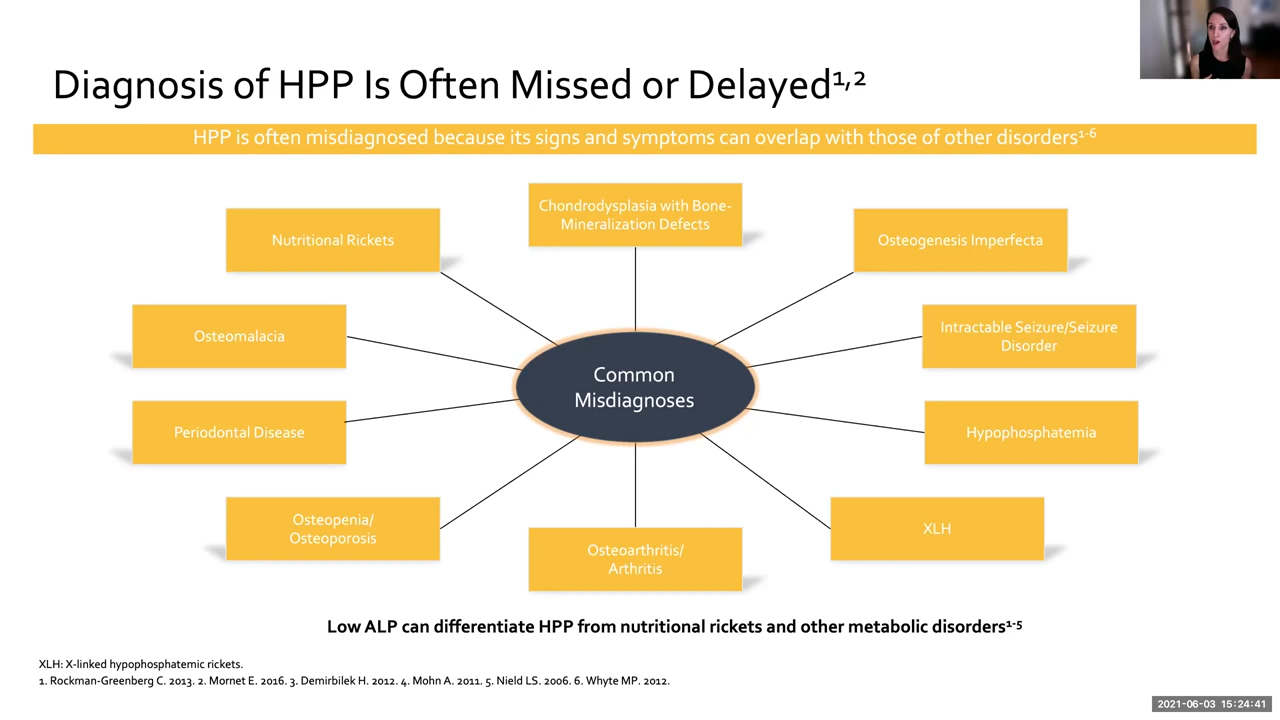 Diagnosis of HPP Is Often Missed or Delayed¹,²
HPP is often misdiagnosed because its signs and symptoms can overlap with those of other disorders¹-⁶
Chondrodysplasia with Bone-
Mineralization Defects
Nutritional Rickets
Osteogenesis Imperfecta
Osteomalacia
Intractable Seizure/Seizure
Disorder
Common
Misdiagnoses
Periodontal Disease
Hypophosphatemia
Osteopenia/
Osteoporosis
XLH
Osteoarthritis/
Arthritis
Low ALP can differentiate HPP from nutritional rickets and other metabolic disorders¹-⁵
XLH: X-linked hypophosphatemic rickets.
1. Rockman-Greenberg C. 2013. 2. Mornet E. 2016. 3. Demirbilek H. 2012. 4. Mohn A. 2011. 5. Nield LS. 2006. 6. Whyte MP. 2012.
2021-06-03 15:24:41